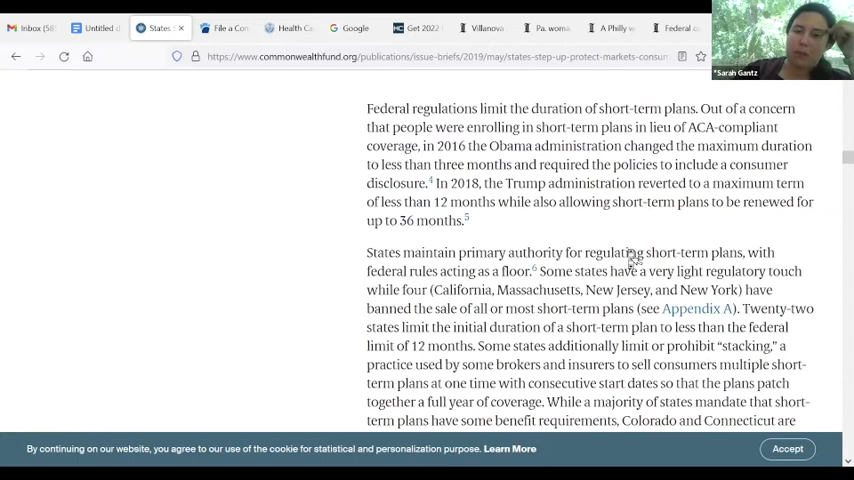 Inbox (58
Untitled d
States S
File a Con
Health Ca
Google
Get 2022
Villanova
Pa. woma
A Philly w
Federal c
https://www.commonwealthfund.org/publications/issue-briefs/2019/may/states-step-up-protect-markets-consum
*Sarah Gantz
Federal regulations limit the duration of short-term plans. Out of a concern
that people were enrolling in short-term plans in lieu of ACA-compliant
coverage, in 2016 the Obama administration changed the maximum duration
to less than three months and required the policies to include a consumer
disclosure.4 In 2018, the Trump administration reverted to a maximum term
of less than 12 months while also allowing short-term plans to be renewed for
up to 36 months.5
States maintain primary authority for regulating short-term plans, with
federal rules acting as a floor.6 Some states have a very light regulatory touch
while four (California, Massachusetts, New Jersey, and New York) have
banned the sale of all or most short-term plans (see Appendix A). Twenty-two
states limit the initial duration of a short-term plan to less than the federal
limit of 12 months. Some states additionally limit or prohibit “stacking,” a
practice used by some brokers and insurers to sell consumers multiple short-
term plans at one time with consecutive start dates so that the plans patch
together a full year of coverage. While a majority of states mandate that short-
term plans have some benefit requirements, Colorado and Connecticut are
By continuing on our website, you agree to our use of the cookie for statistical and personalization purpose. Learn More
Accept